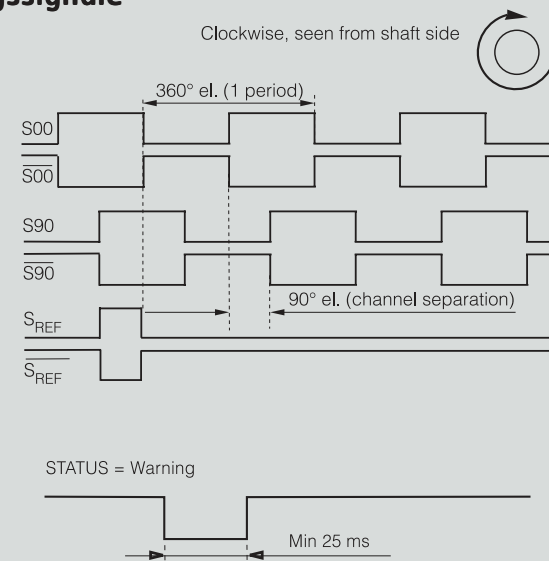 Clockwise, seen from shaft side
360° el. (1 period)
S00
S00
S90
S90
90° el. (channel separation)
SREF
SREF
STATUS = Warning
Min 25 ms